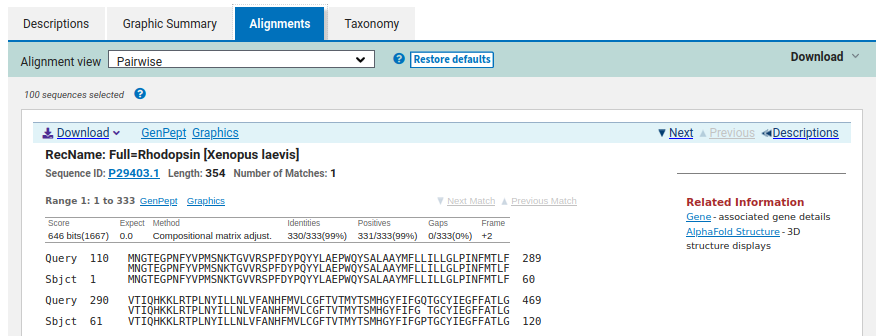 Descriptions Graphic Summary Alignments Taxonomy
Alignment view Pairwise ? Restore defaults Download
100 sequences selected ?
Download GenPept Graphics Next Previous Descriptions
RecName: Full=Rhodopsin [Xenopus laevis]
Sequence ID: P29403.1 Length: 354 Number of Matches: 1
Range 1: 1 to 333 GenPept Graphics Next Match Previous Match
Score Expect Method Identities Positives Gaps Frame
646 bits(1667) 0.0 Compositional matrix adjust. 330/333(99%) 331/333(99%) 0/333(0%) +2
Query 110 MNGTEGPNFYVPMSNKTGVVRSPFDYPQYYLAEPWQYSALAAYMFLLILLGLPINFMTLF 289
MNGTEGPNFYVPMSNKTGVVRSPFDYPQYYLAEPWQYSALAAYMFLLILLGLPINFMTLF
Sbjct 1 MNGTEGPNFYVPMSNKTGVVRSPFDYPQYYLAEPWQYSALAAYMFLLILLGLPINFMTLF 60
Query 290 VTIQHKKLRTPLNYILLNLVFANHFMVLCGFTVTMYTSMHGYFIFGQTGCYIEGFFATLG 469
VTIQHKKLRTPLNYILLNLVFANHFMVLCGFTVTMYTSMHGYFIFG TGCYIEGFFATLG
Sbjct 61 VTIQHKKLRTPLNYILLNLVFANHFMVLCGFTVTMYTSMHGYFIFGPTGCYIEGFFATLG 120
Related Information
Gene - associated gene details
AlphaFold Structure - 3D
structure displays